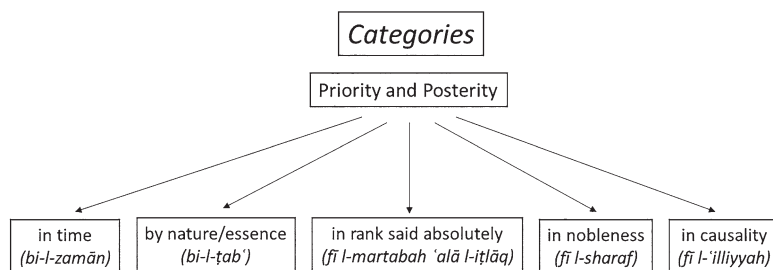 Categories
Priority and Posterity
in time
(bi-l-zamān)
by nature/essence
(bi-l-ṭabʿ)
in rank said absolutely
(fī l-martabah ʿalā l-iṭlāq)
in nobleness
(fī l-sharaf)
in causality
(fī l-ʿilliyyah)